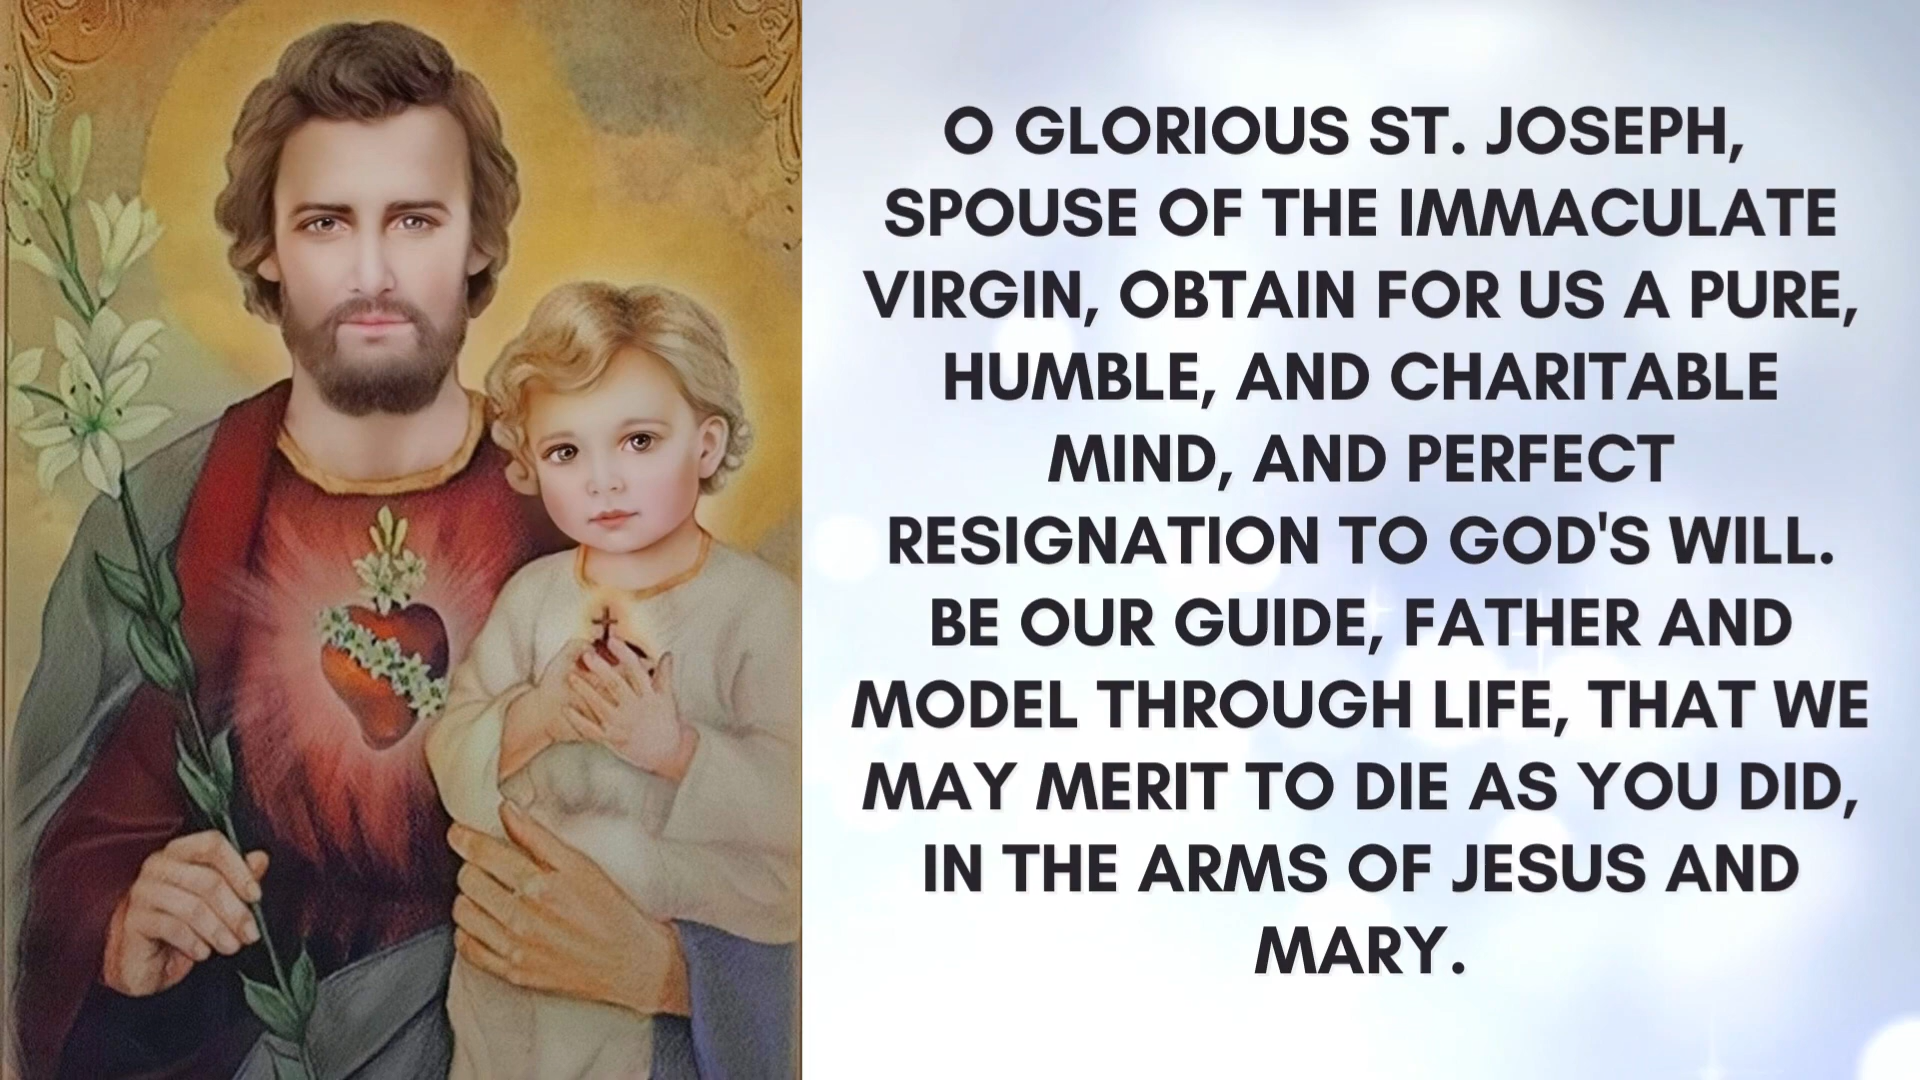 O GLORIOUS ST. JOSEPH,
SPOUSE OF THE IMMACULATE
VIRGIN, OBTAIN FOR US A PURE,
HUMBLE, AND CHARITABLE
MIND, AND PERFECT
RESIGNATION TO GOD'S WILL.
BE OUR GUIDE, FATHER AND
MODEL THROUGH LIFE, THAT WE
MAY MERIT TO DIE AS YOU DID,
IN THE ARMS OF JESUS AND
MARY.